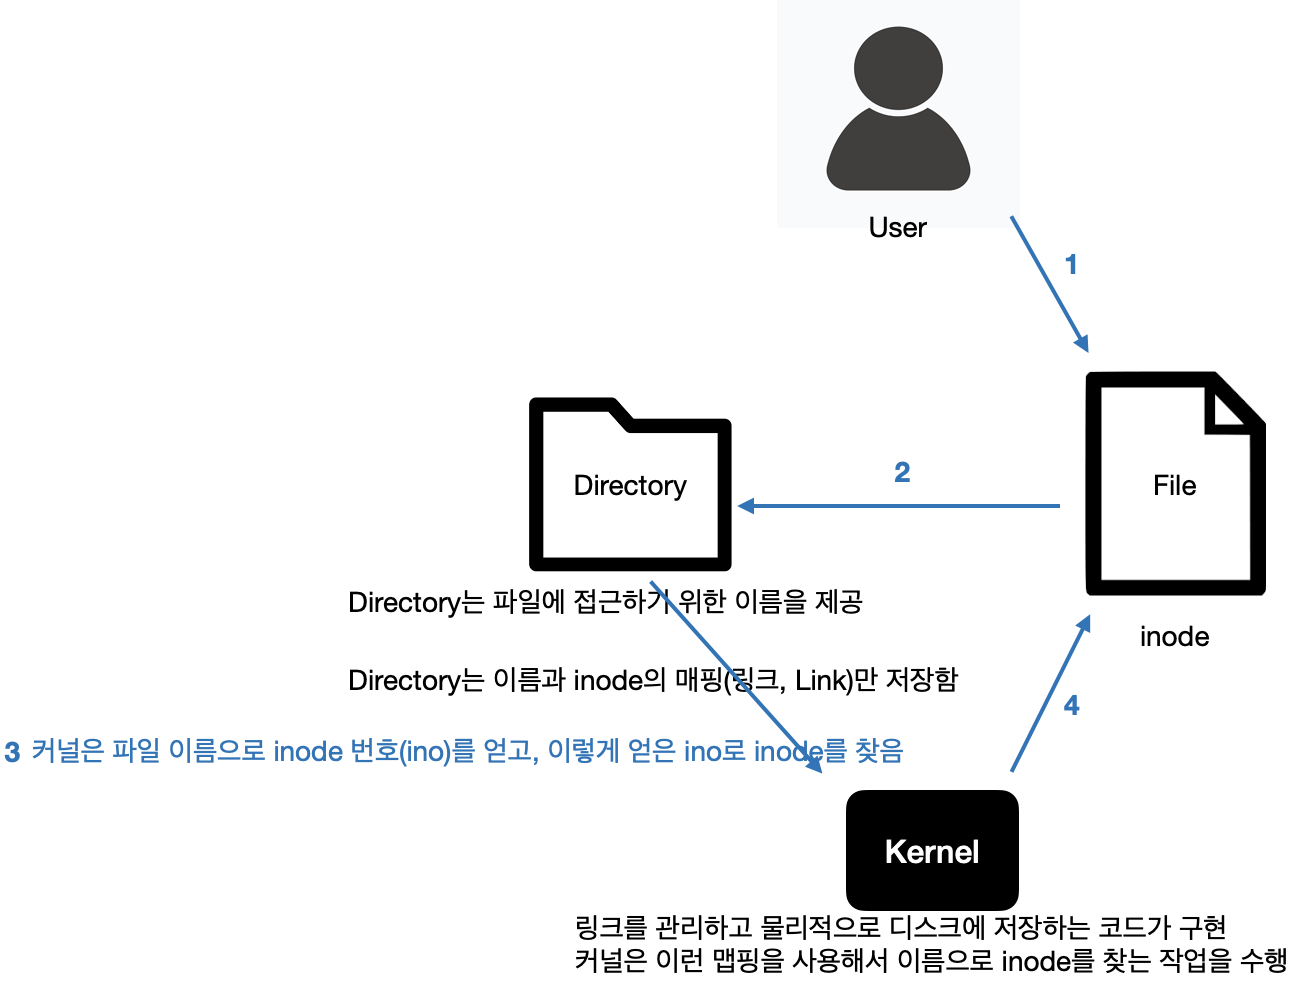 User
1
2
Directory
File
Directory는 파일에 접근하기 위한 이름을 제공
inode
Directory는 이름과 inode의 매핑(링크, Link)만 저장함
4
3 커널은 파일 이름으로 inode 번호(ino)를 얻고, 이렇게 얻은 ino로 inode를 찾음
Kernel
링크를 관리하고 물리적으로 디스크에 저장하는 코드가 구현
커널은 이런 맵핑을 사용해서 이름으로 inode를 찾는 작업을 수행